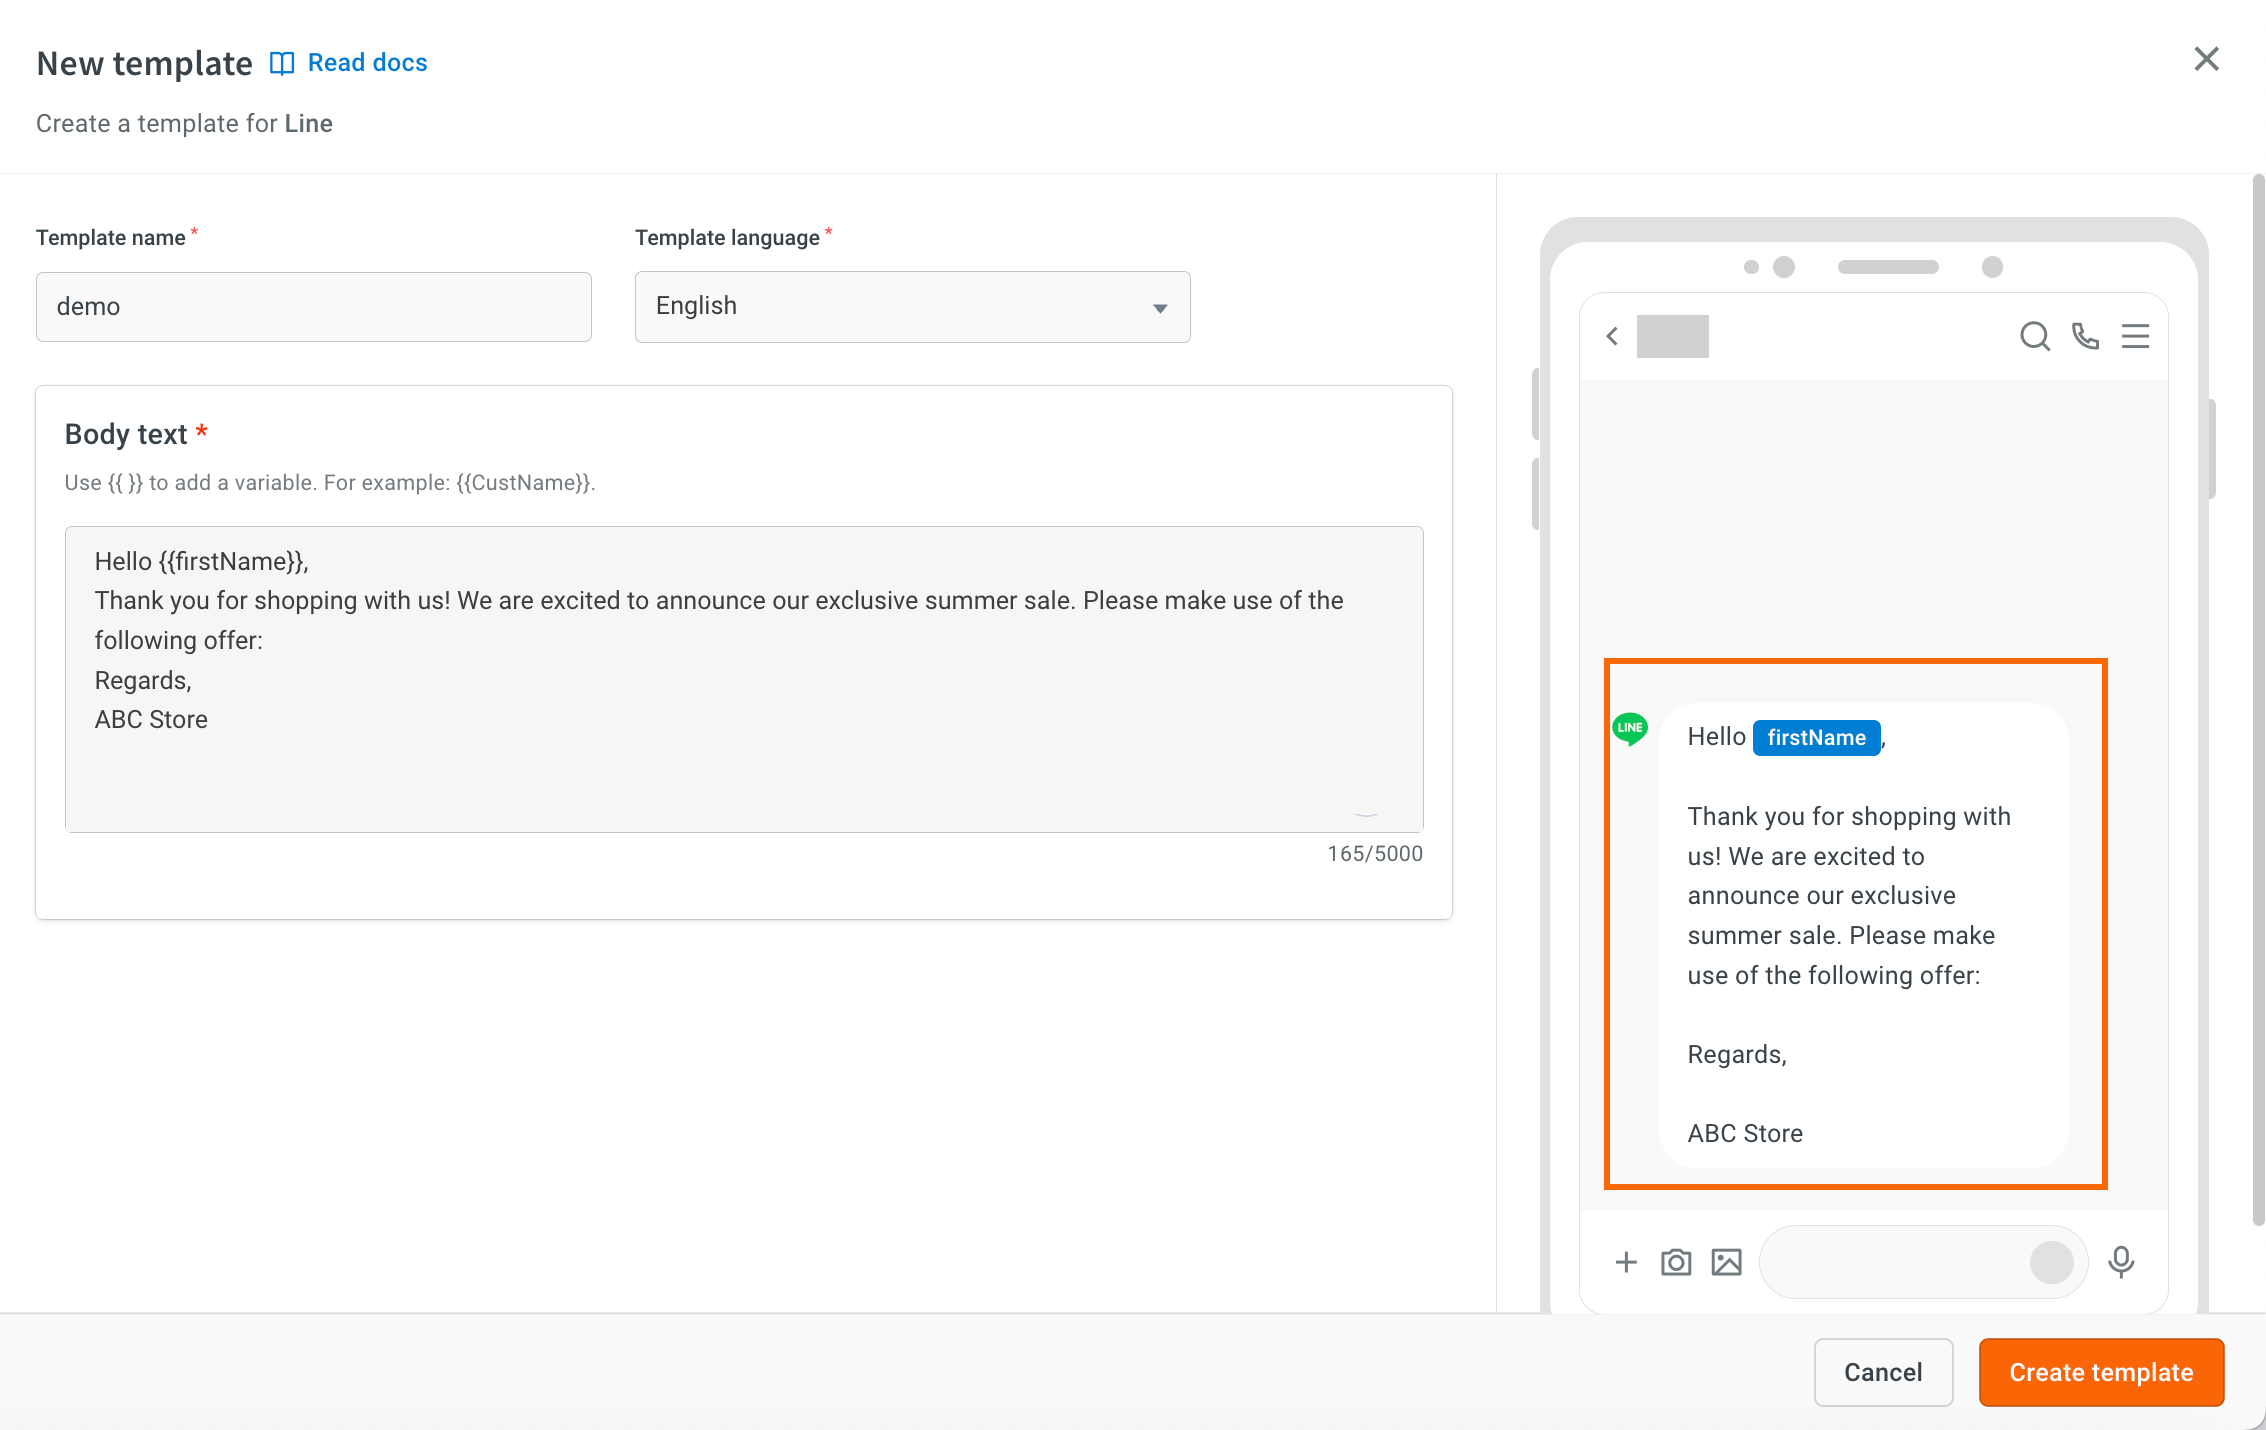 New template Read docs
Create a template for Line
Template name *
Template language *
demo
English
Body text *
Use {{ }} to add a variable. For example: {{CustName}}.
Hello {{firstName}},
Thank you for shopping with us! We are excited to announce our exclusive summer sale. Please make use of the
following offer:
Regards,
ABC Store
165/5000
LINE
Hello firstName,
Thank you for shopping with
us! We are excited to
announce our exclusive
summer sale. Please make
use of the following offer:
Regards,
ABC Store
Cancel
Create template